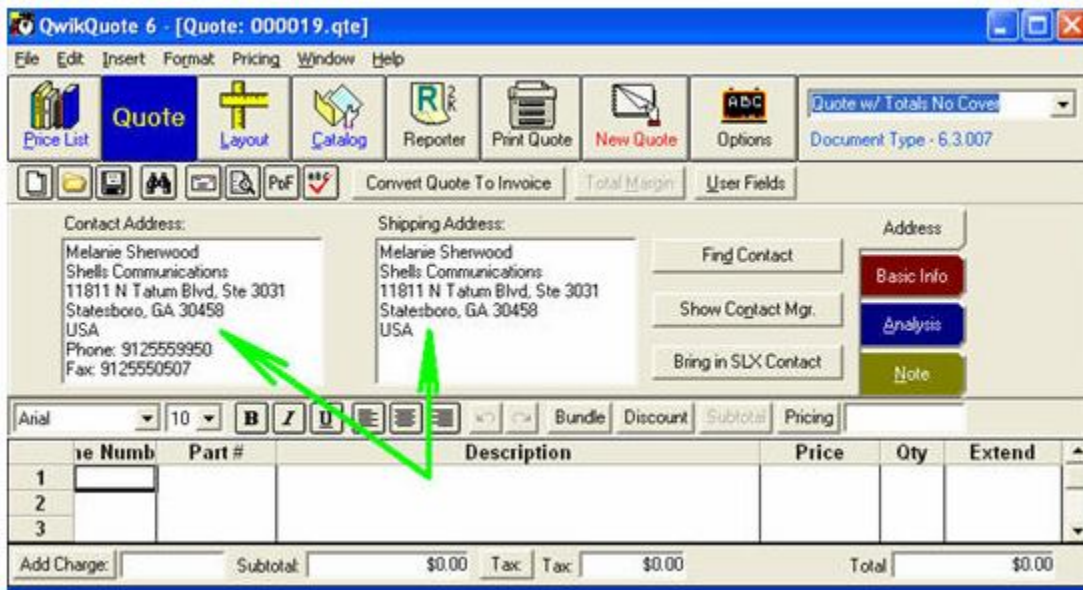 QwikQuote 6 - [Quote: 000019.qte]
File Edit Insert Format Pricing Window Help
Price List
Quote
Layout
Catalog
R 2 R
Reporter
Print Quote
New Quote
ABC
Options
Quote w/ Totals No Cover
Document Type - 6.3.007
PDF
ABC
Convert Quote To Invoice
Total Margin
User Fields
Contact Address:
Melanie Sherwood
Shells Communications
11811 N Tatum Blvd, Ste 3031
Statesboro, GA 30458
USA
Phone: 9125559950
Fax: 9125550507
Shipping Address:
Melanie Sherwood
Shells Communications
11811 N Tatum Blvd, Ste 3031
Statesboro, GA 30458
USA
Find Contact
Show Contact Mgr.
Bring in SLX Contact
Address
Basic Info
Analysis
Note
Arial 10 B I U Bundle Discount Subtotal Pricing
ne Numb Part # Description Price Qty Extend
1
2
3
Add Charge: Subtotal: $0.00 Tax: Tax: $0.00 Total $0.00